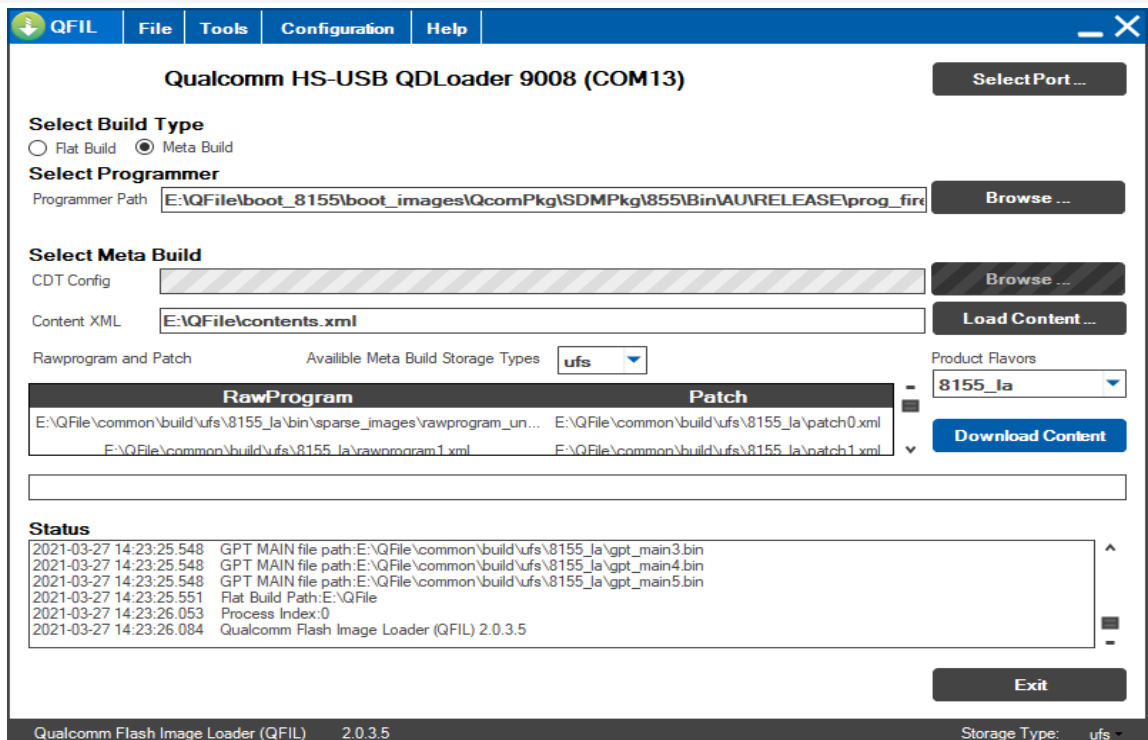 QFIL File Tools Configuration Help
Qualcomm HS-USB QDLoader 9008 (COM13) Select Port ...
Select Build Type
Flat Build Meta Build
Select Programmer
Programmer Path E:\QFile\boot_8155\boot_images\QcomPkg\SDMPkg\855\Bin\AU\RELEASE\prog_fire Browse ...
Select Meta Build
CDT Config Browse ...
Content XML E:\QFile\contents.xml Load Content ...
Rawprogram and Patch Availible Meta Build Storage Types ufs Product Flavors
8155_la
RawProgram Patch
E:\QFile\common\build\ufs\8155_la\bin\sparse_images\rawprogram_un... E:\QFile\common\build\ufs\8155_la\patch0.xml
E:\QFile\common\build\ufs\8155_la\rawprogram1.xml E:\QFile\common\build\ufs\8155_la\patch1.xml
Download Content
Status
2021-03-27 14:23:25.548 GPT MAIN file path:E:\QFile\common\build\ufs\8155_la\gpt_main3.bin
2021-03-27 14:23:25.548 GPT MAIN file path:E:\QFile\common\build\ufs\8155_la\gpt_main4.bin
2021-03-27 14:23:25.548 GPT MAIN file path:E:\QFile\common\build\ufs\8155_la\gpt_main5.bin
2021-03-27 14:23:25.551 Flat Build Path:E:\QFile
2021-03-27 14:23:26.053 Process Index:0
2021-03-27 14:23:26.084 Qualcomm Flash Image Loader (QFIL) 2.0.3.5
Exit
Qualcomm Flash Image Loader (QFIL) 2.0.3.5 Storage Type: ufs